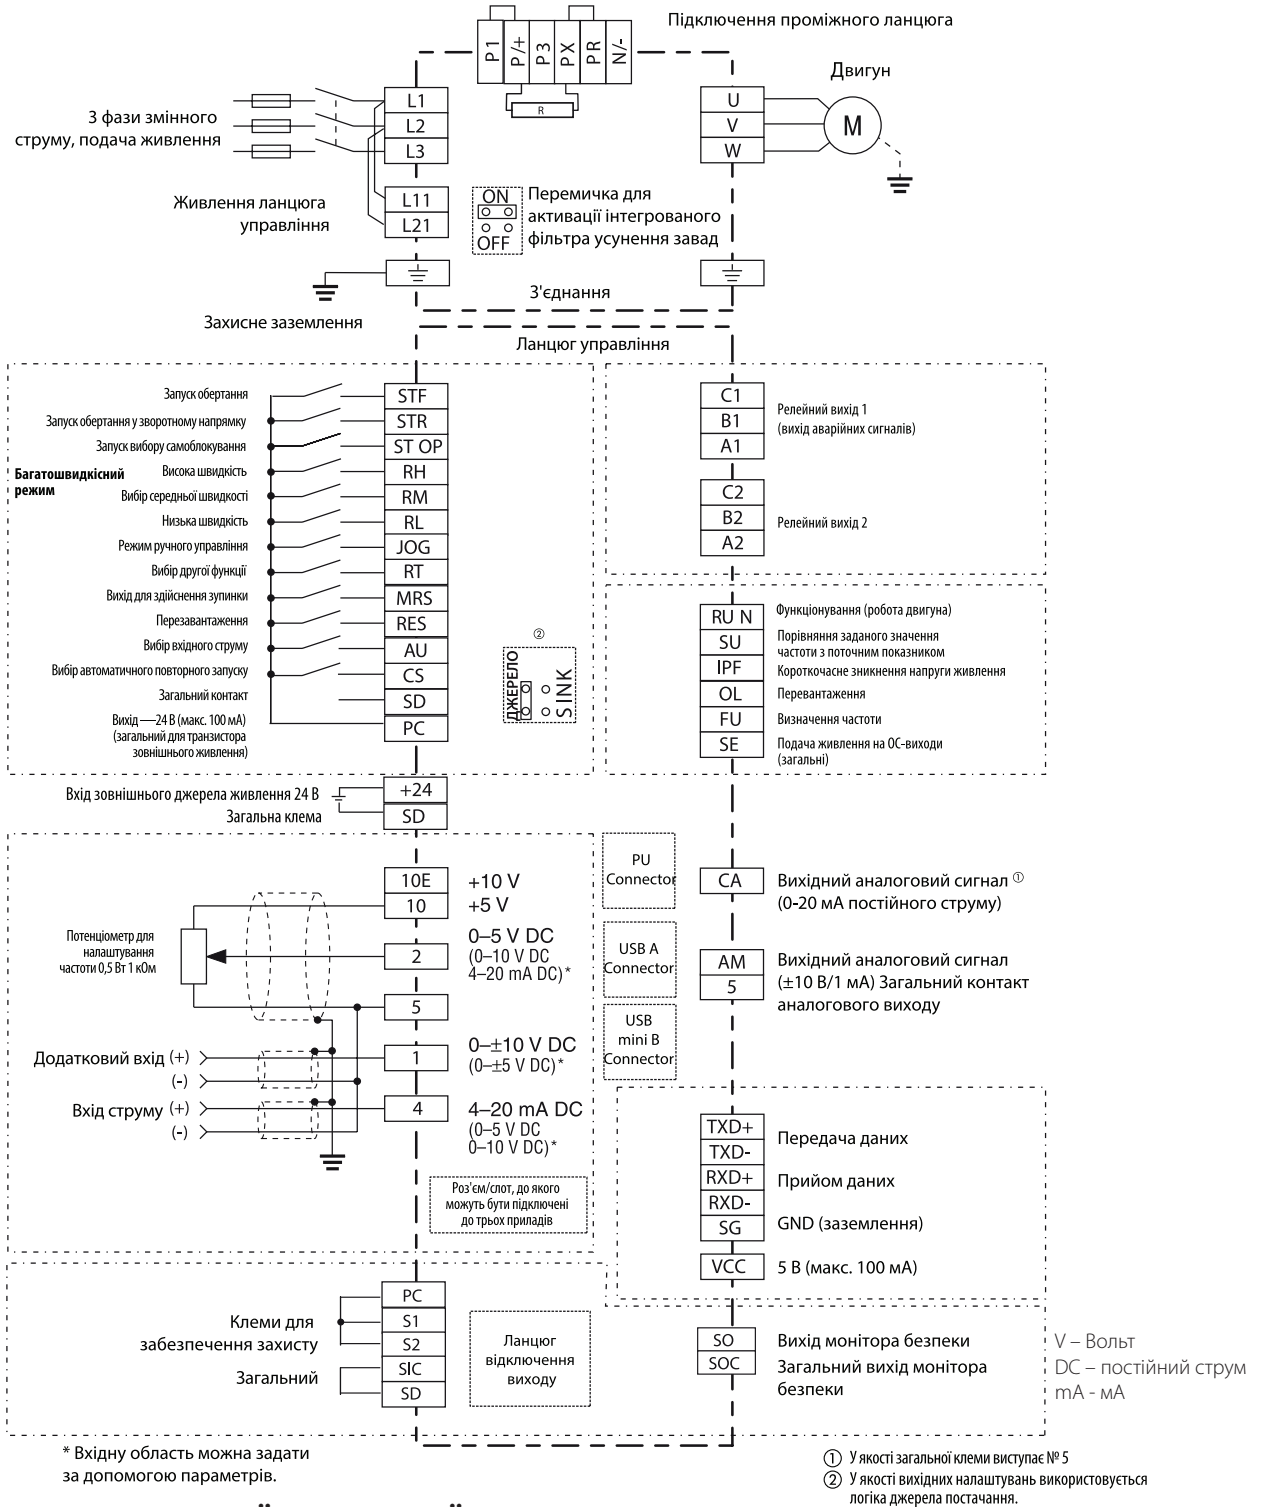 P1
P/+
P3
PX
PR
N/-
R
Підключення проміжного ланцюга
Двигун
3 фази змінного
струму, подача живлення
L1
L2
L3
U
V
W
M
Живлення ланцюга
управління
L11
L21
ON
OFF
Перемичка для
активації інтегрованого
фільтра усунення завад
З'єднання
Захисне заземлення
Ланцюг управління
Багатошвидкісний
режим
Запуск обертання
STF
Запуск обертання у зворотному напрямку
STR
Запуск вибору самоблокування
ST OP
Висока швидкість
RH
Вибір середньої швидкості
RM
Низька швидкість
RL
Режим ручного управління
JOG
Вибір другої функції
RT
Вихід для здійснення зупинки
MRS
Перезавантаження
RES
Вибір вхідного струму
AU
Вибір автоматичного повторного запуску
CS
Загальний контакт
SD
Вихід —24 В (макс. 100 мА)
(загальний для транзистора
зовнішнього живлення)
PC
②
ДЖЕРЕЛО
SINK
C1
B1
A1
Релейний вихід 1
(вихід аварійних сигналів)
C2
B2
A2
Релейний вихід 2
RU N
Функціонування (робота двигуна)
SU
Порівняння заданого значення
частоти з поточним показником
IPF
Короткочасне зникнення напруги живлення
OL
Перевантаження
FU
Визначення частоти
SE
Подача живлення на ОС-виходи
(загальні)
Вхід зовнішнього джерела живлення 24 В
+24
Загальна клема
SD
10E
+10 V
10
+5 V
Потенціометр для
налаштування
частоти 0,5 Вт 1 кОм
2
0–5 V DC
(0–10 V DC
4–20 mA DC)*
5
Додатковий вхід (+)
(-)
1
0–±10 V DC
(0–±5 V DC)*
Вхід струму (+)
(-)
4
4–20 mA DC
(0–5 V DC
0–10 V DC)*
Роз'єм/слот, до якого
можуть бути підключені
до трьох приладів
PU
Connector
USB A
Connector
USB
mini B
Connector
CA
Вихідний аналоговий сигнал ①
(0-20 мА постійного струму)
AM
5
Вихідний аналоговий сигнал
(±10 В/1 мА) Загальний контакт
аналогового виходу
TXD+
TXD-
Передача даних
RXD+
RXD-
Прийом даних
SG
GND (заземлення)
VCC
5 В (макс. 100 мА)
PC
S1
S2
SIC
SD
Клеми для
забезпечення захисту
Загальний
Ланцюг
відключення
виходу
SO
SOC
Вихід монітора безпеки
Загальний вихід монітора
безпеки
V – Вольт
DC – постійний струм
mA - мА
* Вхідну область можна задати
за допомогою параметрів.
① У якості загальної клеми виступає № 5
② У якості вихідних налаштувань використовується
логіка джерела постачання.